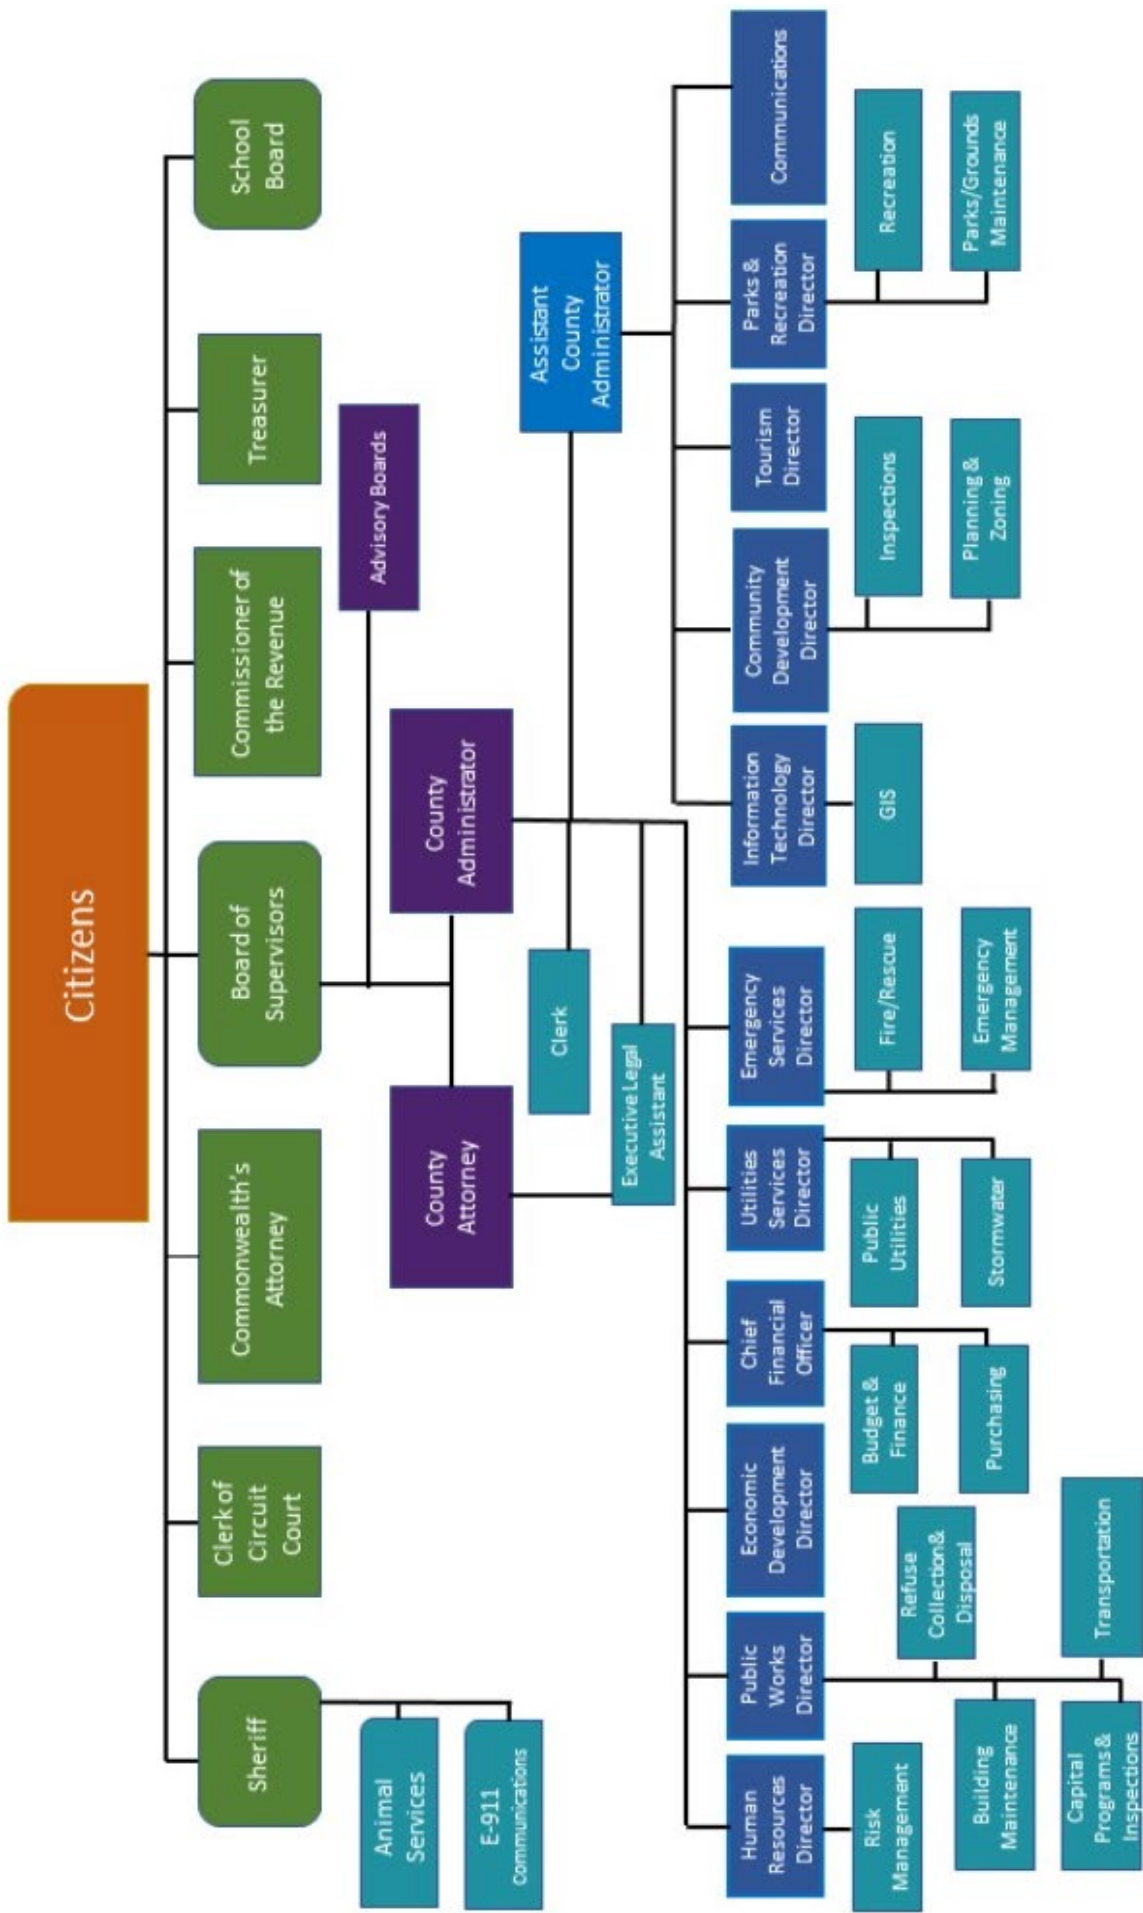 Citizens
Sheriff
Clerk of
Circuit
Court
Commonwealth's
Attorney
Board of
Supervisors
Commissioner of
the Revenue
Treasurer
School
Board
Animal
Services
E-911
Communications
Advisory Boards
County
Attorney
County
Administrator
Clerk
Executive Legal
Assistant
Assistant
County
Administrator
Human
Resources
Director
Public
Works
Director
Economic
Development
Director
Chief
Financial
Officer
Utilities
Services
Director
Emergency
Services
Director
Information
Technology
Director
Community
Development
Director
Tourism
Director
Parks &
Recreation
Director
Communications
Risk
Management
Refuse
Collection&
Disposal
Building
Maintenance
Transportation
Capital
Programs &
Inspections
Budget &
Finance
Purchasing
Public
Utilities
Stormwater
Fire/Rescue
Emergency
Management
GIS
Inspections
Planning &
Zoning
Recreation
Parks/Grounds
Maintenance